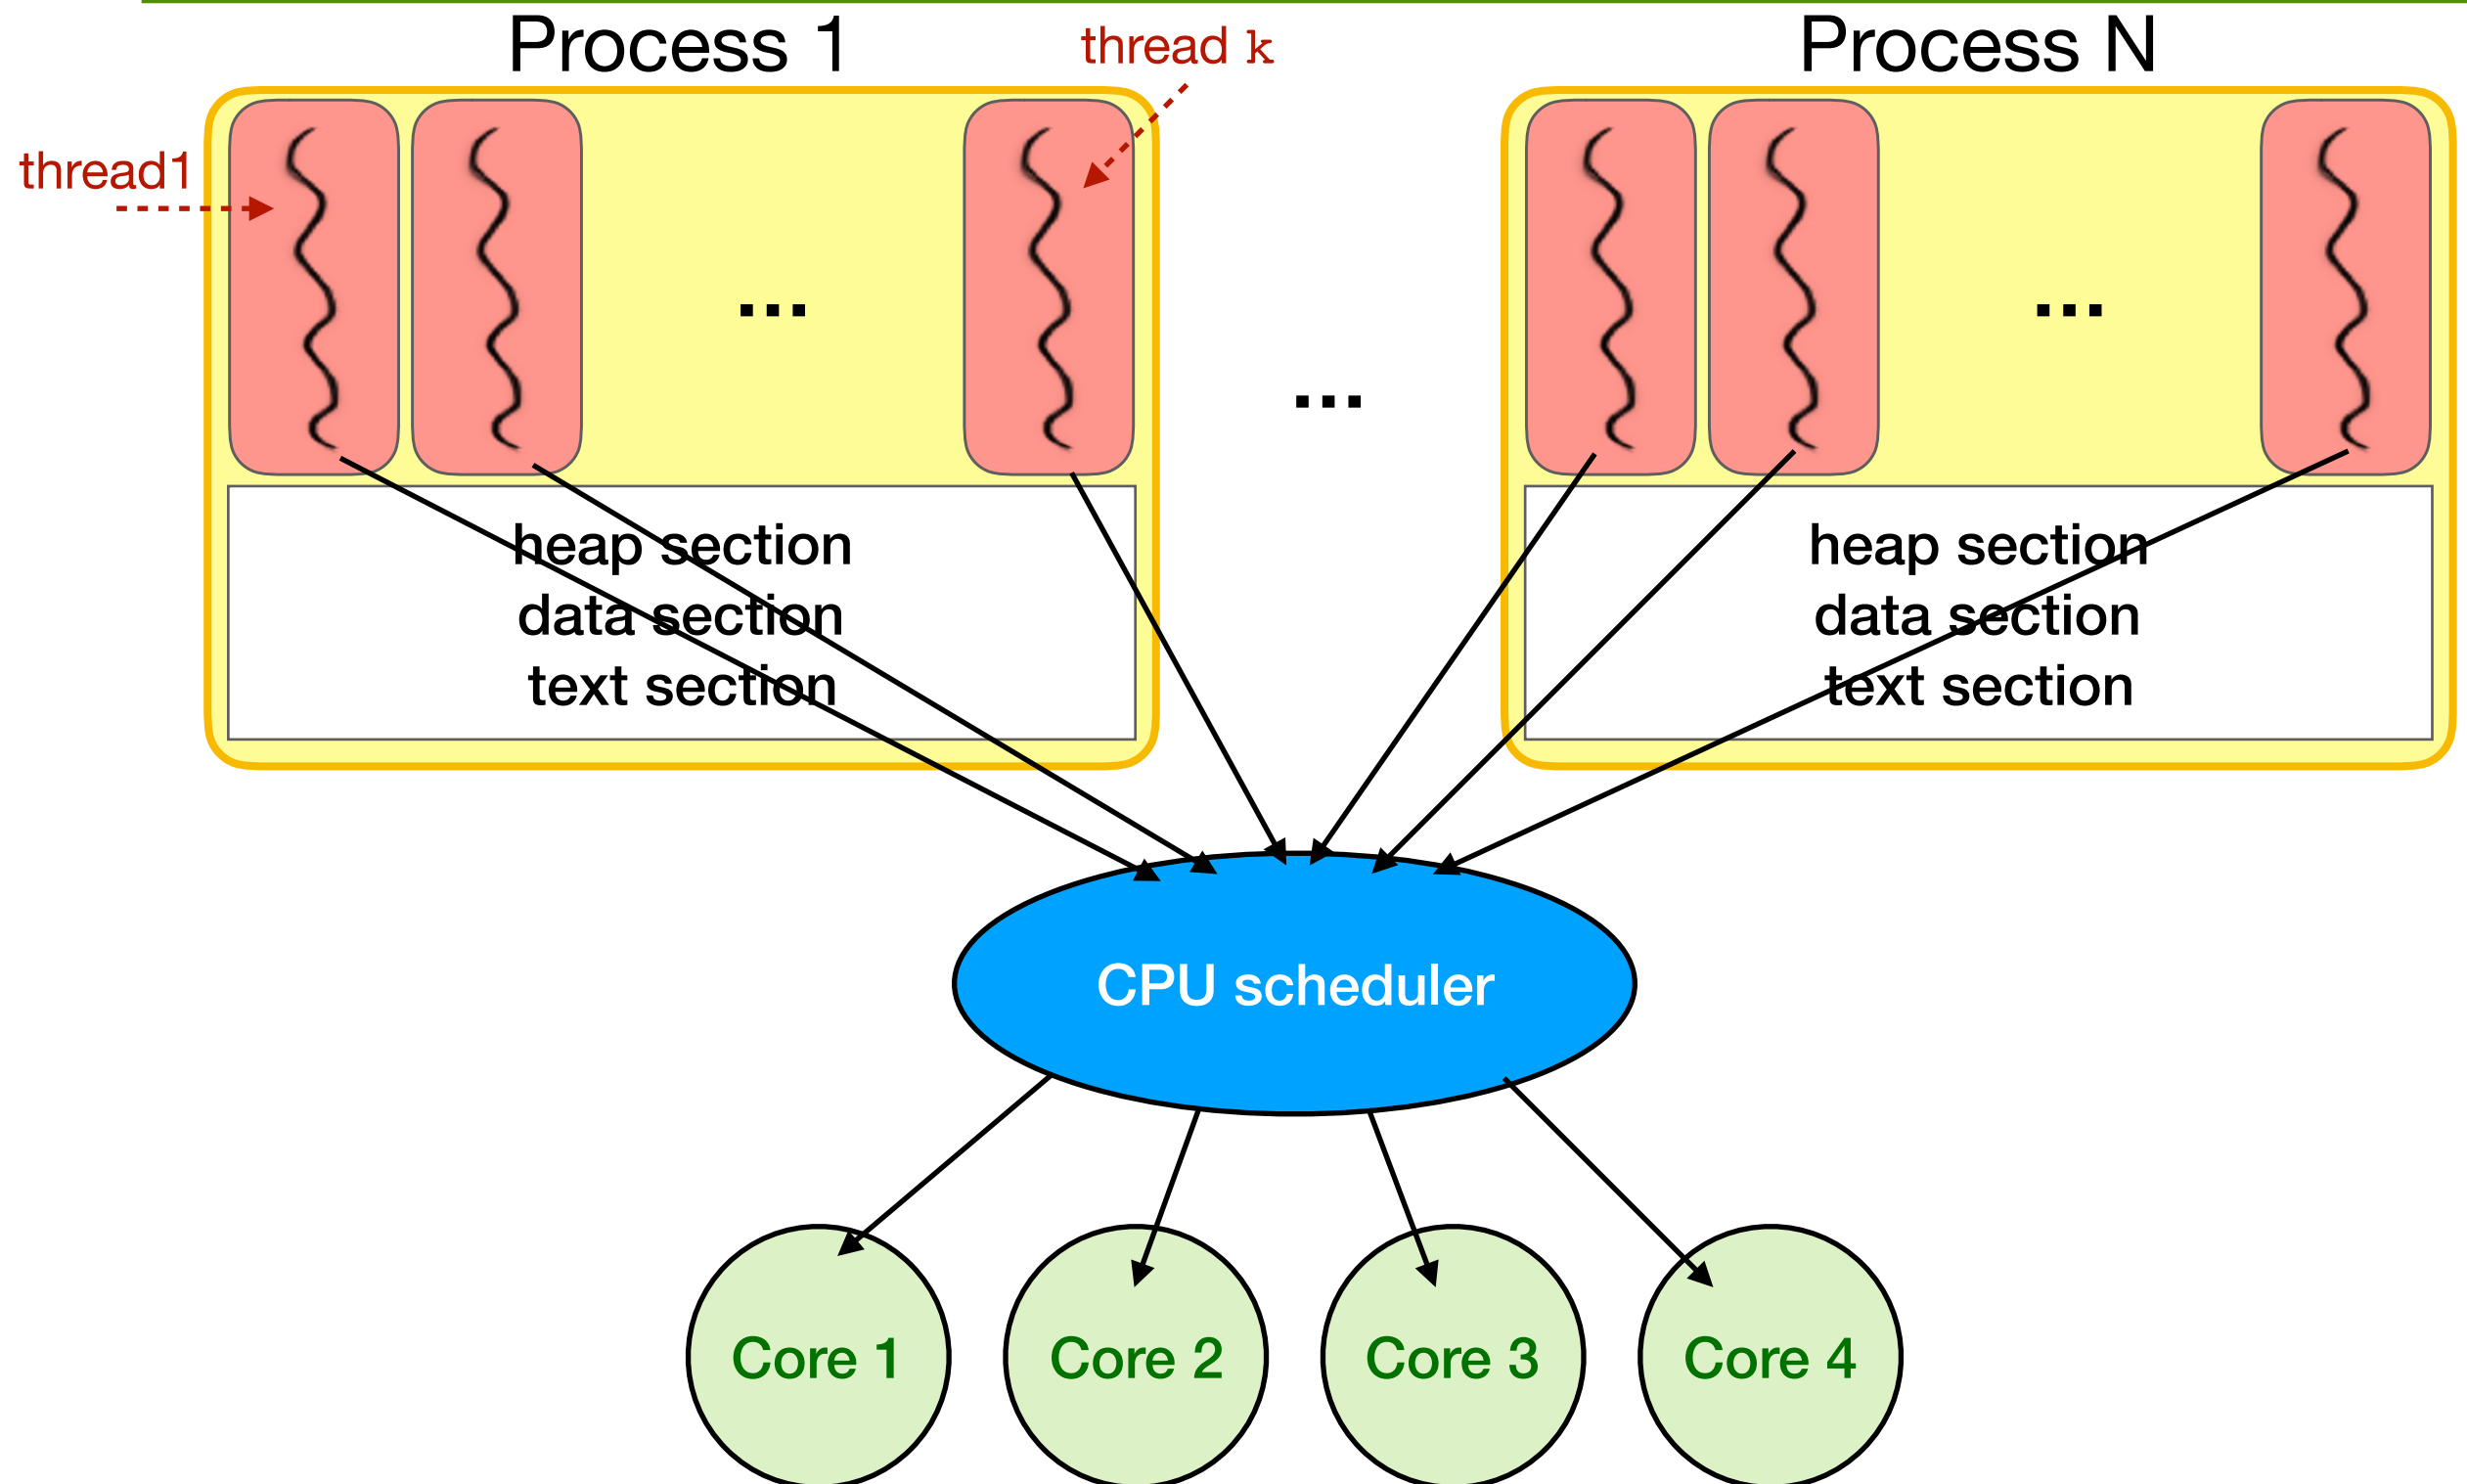 Process 1
thread k
Process N
thread1
...
...
...
heap section
data section
text section
heap section
data section
text section
CPU scheduler
Core 1
Core 2
Core 3
Core 4